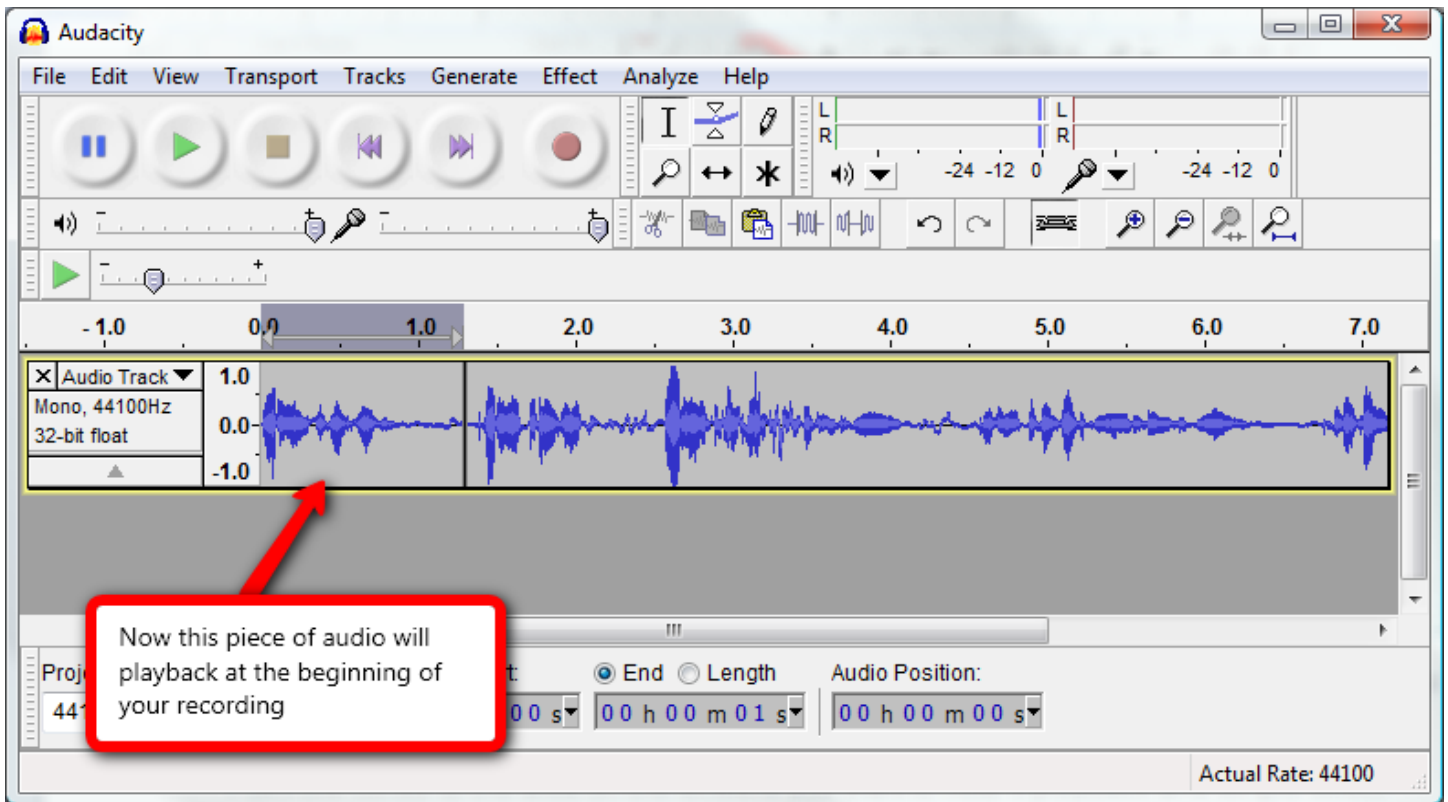 Audacity
File Edit View Transport Tracks Generate Effect Analyze Help
L L
R R
-24 -12 0 -24 -12 0
- + - +
- +
- 1.0 0.0 1.0 2.0 3.0 4.0 5.0 6.0 7.0
X Audio Track 1.0
Mono, 44100Hz
32-bit float 0.0
-1.0
Now this piece of audio will
playback at the beginning of
your recording
End Length Audio Position:
00 h 00 m 01 s 00 h 00 m 00 s
Actual Rate: 44100